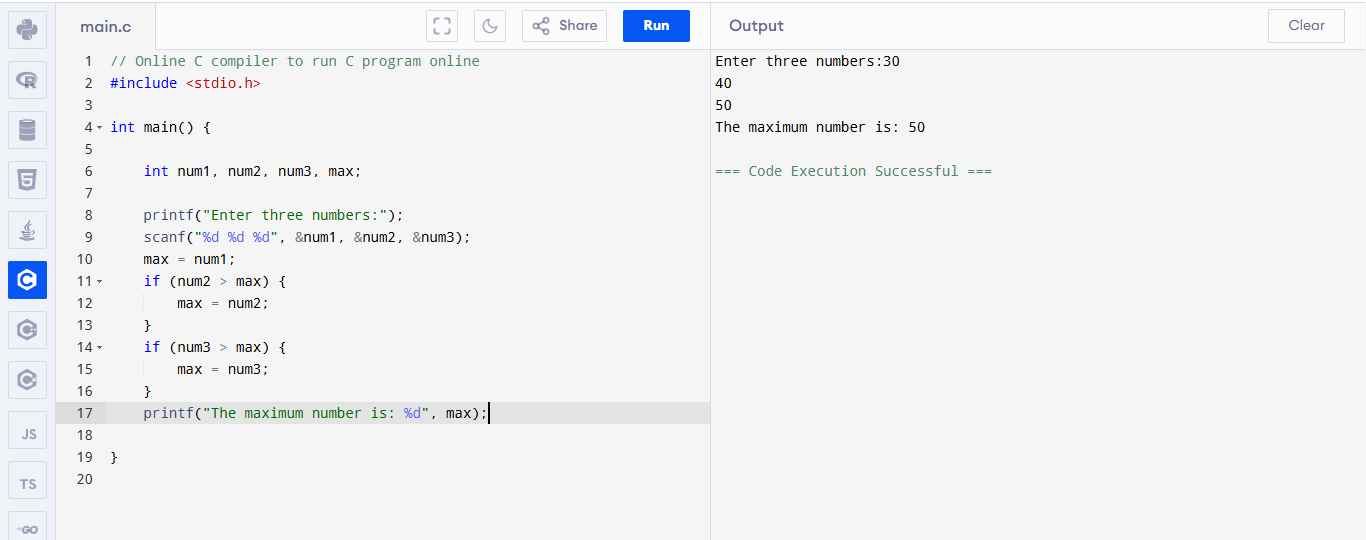 main.c
Share
Run
Output
Clear
1 // Online C compiler to run C program online
2 #include <stdio.h>
3
4 int main() {
5
6     int num1, num2, num3, max;
7
8     printf("Enter three numbers:");
9     scanf("%d %d %d", &num1, &num2, &num3);
10     max = num1;
11     if (num2 > max) {
12         max = num2;
13     }
14     if (num3 > max) {
15         max = num3;
16     }
17     printf("The maximum number is: %d", max);
18
19 }
20
Enter three numbers:30
40
50
The maximum number is: 50
=== Code Execution Successful ===
R
5
C
C
C
JS
TS
GO